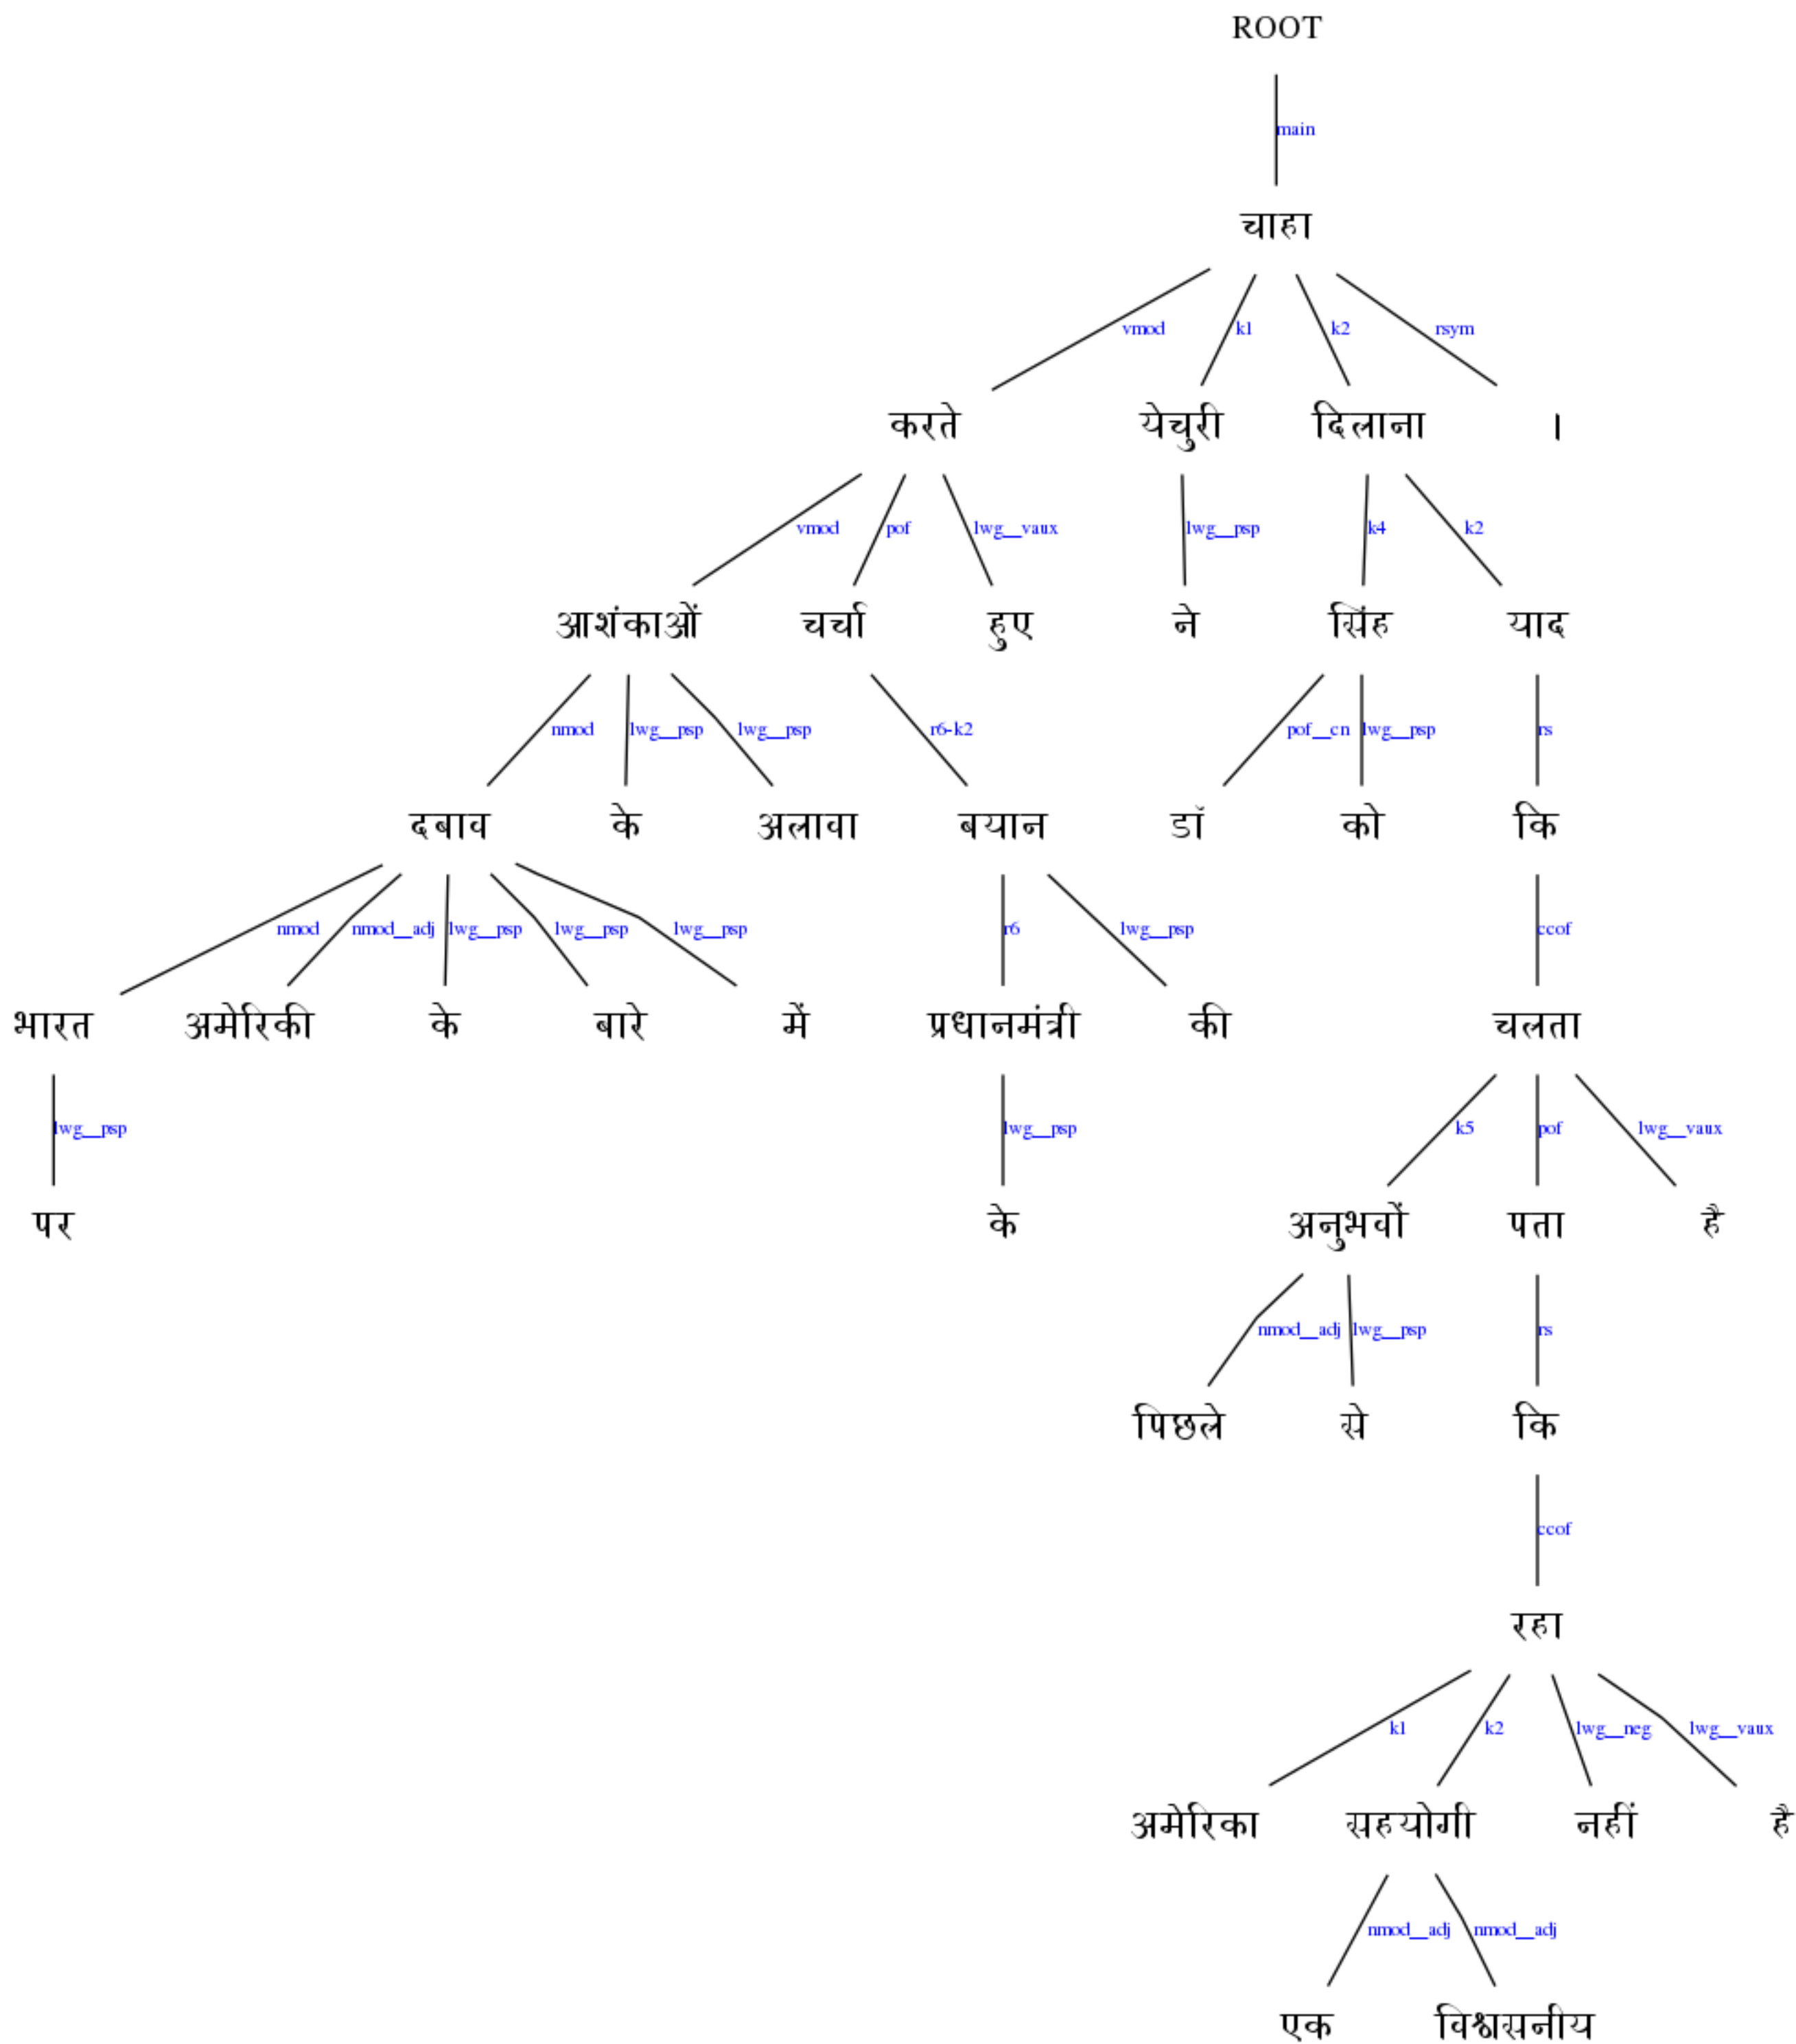 ROOT
main
चाहा
vmod k1 k2 rsym
करते येचुरी दिलाना ।
vmod pof lwg__vaux lwg__psp k4 k2
आशंकाओं चर्चा हुए ने सिंह याद
nmod lwg__psp lwg__psp r6-k2 pof__cn lwg__psp rs
दबाव के अलावा बयान डॉ को कि
nmod nmod__adj lwg__psp lwg__psp lwg__psp r6 lwg__psp ccof
भारत अमेरिकी के बारे में प्रधानमंत्री की चलता
lwg__psp lwg__psp k5 pof lwg__vaux
पर के अनुभवों पता है
nmod__adj lwg__psp rs
पिछले से कि
ccof
रहा
k1 k2 lwg__neg lwg__vaux
अमेरिका सहयोगी नहीं है
nmod__adj nmod__adj
एक विश्वसनीय